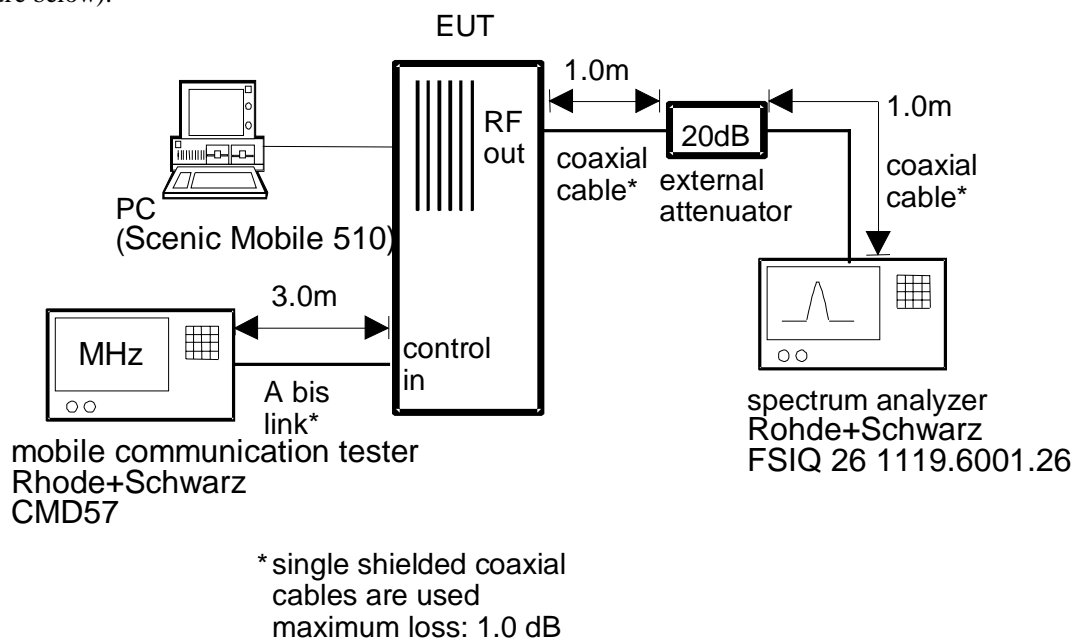 EUT
1.0m
RF
out
20dB
1.0m
coaxial
cable*
external
attenuator
coaxial
cable*
PC
(Scenic Mobile 510)
3.0m
MHz
control
in
A bis
link*
mobile communication tester
Rhode+Schwarz
CMD57
spectrum analyzer
Rohde+Schwarz
FSIQ 26 1119.6001.26
* single shielded coaxial
cables are used
maximum loss: 1.0 dB